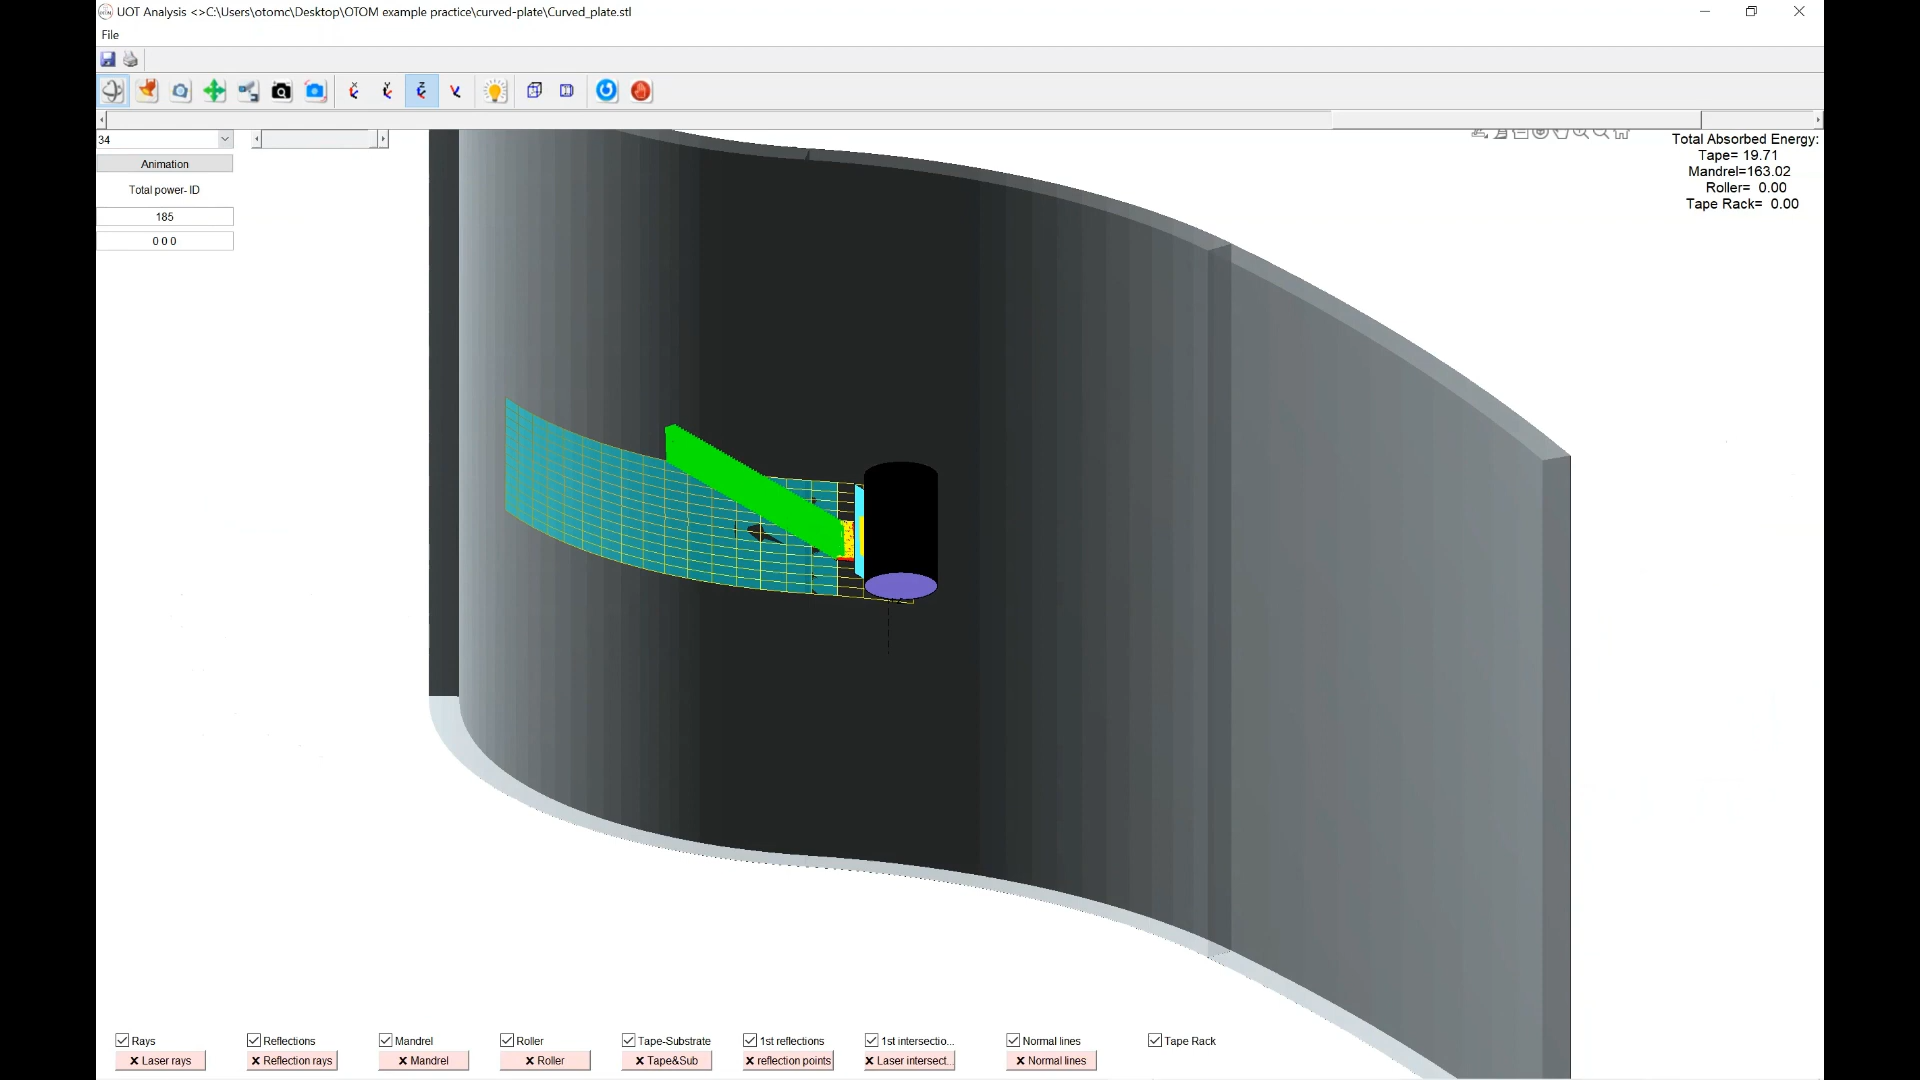 UOT Analysis <>C:\Users\otomc\Desktop\OTOM example practice\curved-plate\Curved_plate.stl
File
34
Animation
Total power- ID
185
0 0 0
Total Absorbed Energy:
Tape= 19.71
Mandrel=163.02
Roller= 0.00
Tape Rack= 0.00
Rays
Reflections
Mandrel
Roller
Tape-Substrate
1st reflections
1st intersectio...
Normal lines
Tape Rack
x Laser rays
x Reflection rays
x Mandrel
x Roller
x Tape&Sub
x reflection points
x Laser intersect...
x Normal lines